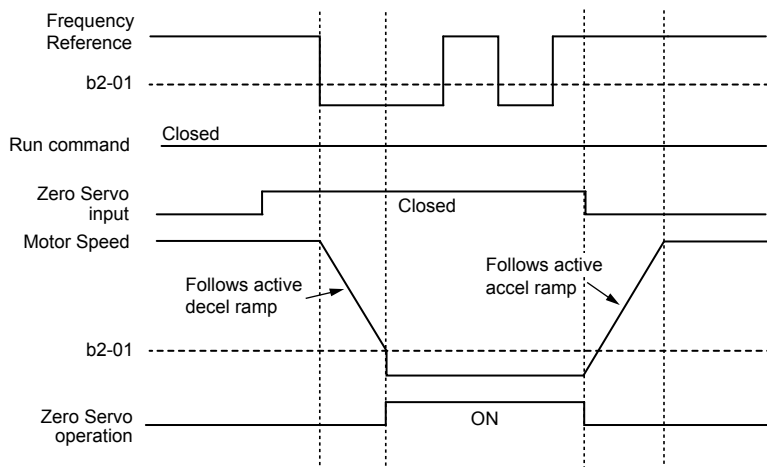 Frequency
Reference
b2-01
Closed
Run command
Zero Servo
input
Closed
Motor Speed
Follows active
decel ramp
Follows active
accel ramp
b2-01
Zero Servo
operation
ON